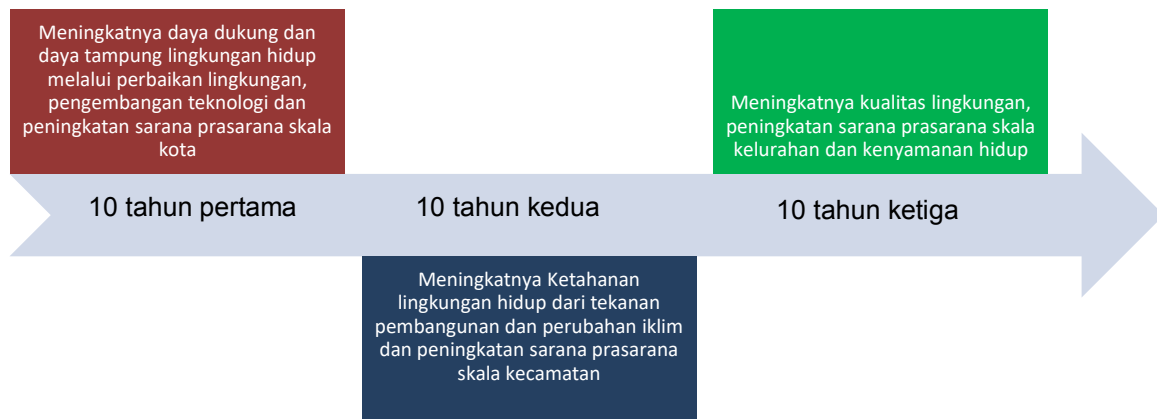 Meningkatnya daya dukung dan
daya tampung lingkungan hidup
melalui perbaikan lingkungan,
pengembangan teknologi dan
peningkatan sarana prasarana skala
kota
Meningkatnya kualitas lingkungan,
peningkatan sarana prasarana skala
kelurahan dan kenyamanan hidup
10 tahun pertama
10 tahun kedua
10 tahun ketiga
Meningkatnya Ketahanan
lingkungan hidup dari tekanan
pembangunan dan perubahan iklim
dan peningkatan sarana prasarana
skala kecamatan